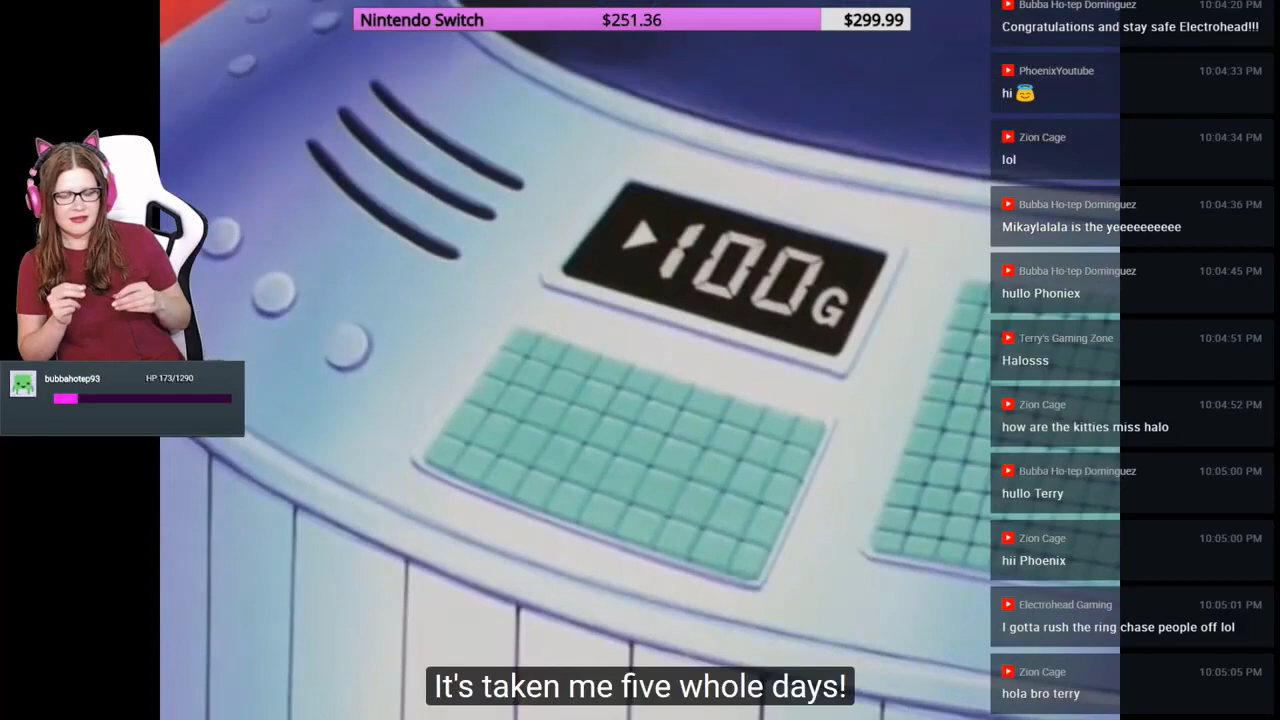 Nintendo Switch $251.36 $299.99
bubbahotep93 HP 173/1290
▶100G
It's taken me five whole days!
Bubba Ho-tep Dominguez 10:04:20 PM
Congratulations and stay safe Electrohead!!!
PhoenixYoutube 10:04:33 PM
hi 😇
Zion Cage 10:04:34 PM
lol
Bubba Ho-tep Dominguez 10:04:36 PM
Mikaylalala is the yeeeeeeeeee
Bubba Ho-tep Dominguez 10:04:45 PM
hullo Phoniex
Terry's Gaming Zone 10:04:51 PM
Halosss
Zion Cage 10:04:52 PM
how are the kitties miss halo
Bubba Ho-tep Dominguez 10:05:00 PM
hullo Terry
Zion Cage 10:05:00 PM
hii Phoenix
Electrohead Gaming 10:05:01 PM
I gotta rush the ring chase people off lol
Zion Cage 10:05:05 PM
hola bro terry